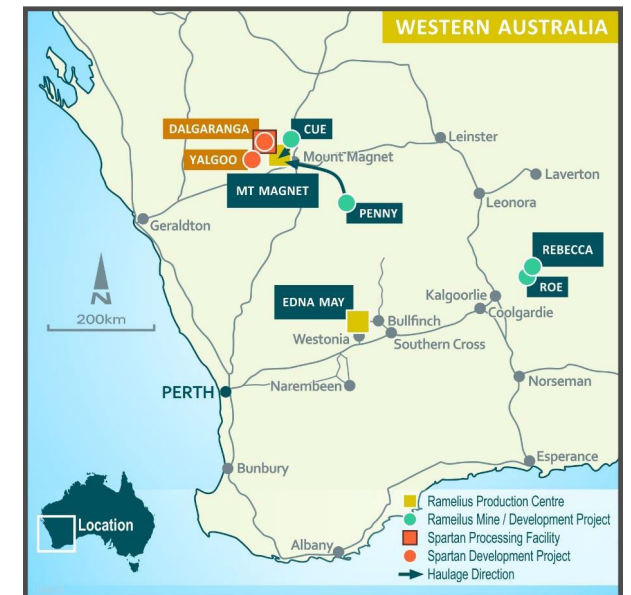 WESTERN AUSTRALIA
DALGARANGA
CUE
Leinster
YALGOO
Mount Magnet
Laverton
MT MAGNET
Leonora
PENNY
Geraldton
REBECCA
N
ROE
200km
EDNA MAY
Kalgoorlie
Coolgardie
Bullfinch
Westonia
Southern Cross
PERTH
Narembeen
Norseman
Esperance
Bunbury
Location
Albany
Ramelius Production Centre
Rameilus Mine / Development Project
Spartan Processing Facility
Spartan Development Project
Haulage Direction